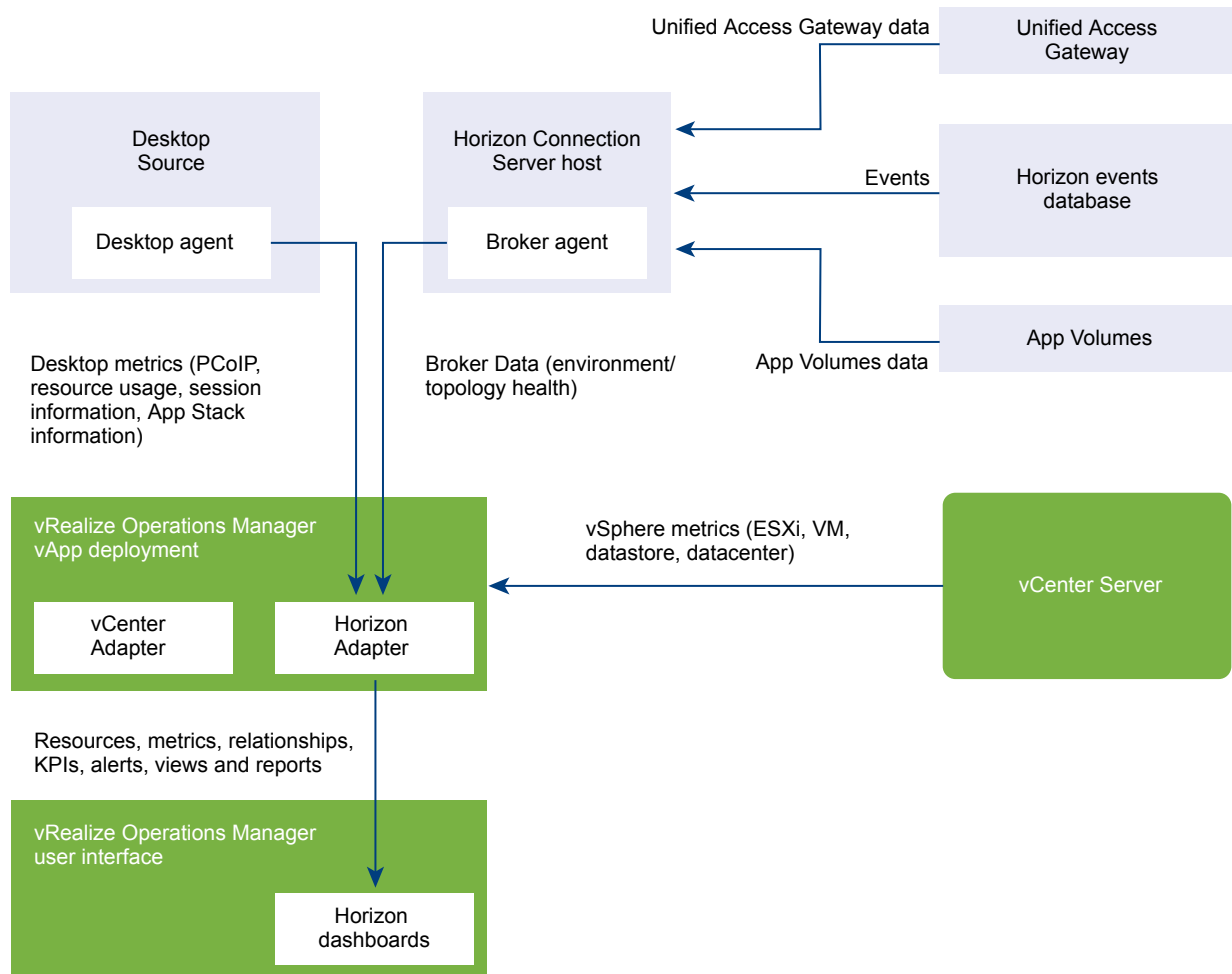 Unified Access Gateway data
Unified Access
Gateway
Desktop
Source
Horizon Connection
Server host
Events
Horizon events
database
Desktop agent
Broker agent
App Volumes
App Volumes data
Desktop metrics (PCoIP,
resource usage, session
information, App Stack
information)
Broker Data (environment/
topology health)
vRealize Operations Manager
vApp deployment
vSphere metrics (ESXi, VM,
datastore, datacenter)
vCenter Server
vCenter
Adapter
Horizon
Adapter
Resources, metrics, relationships,
KPIs, alerts, views and reports
vRealize Operations Manager
user interface
Horizon
dashboards